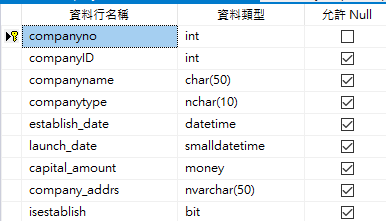 資料行名稱 資料類型 允許 Null
companyno int
companyID int
companyname char(50)
companytype nchar(10)
establish_date datetime
launch_date smalldatetime
capital_amount money
company_addrs nvarchar(50)
isestablish bit